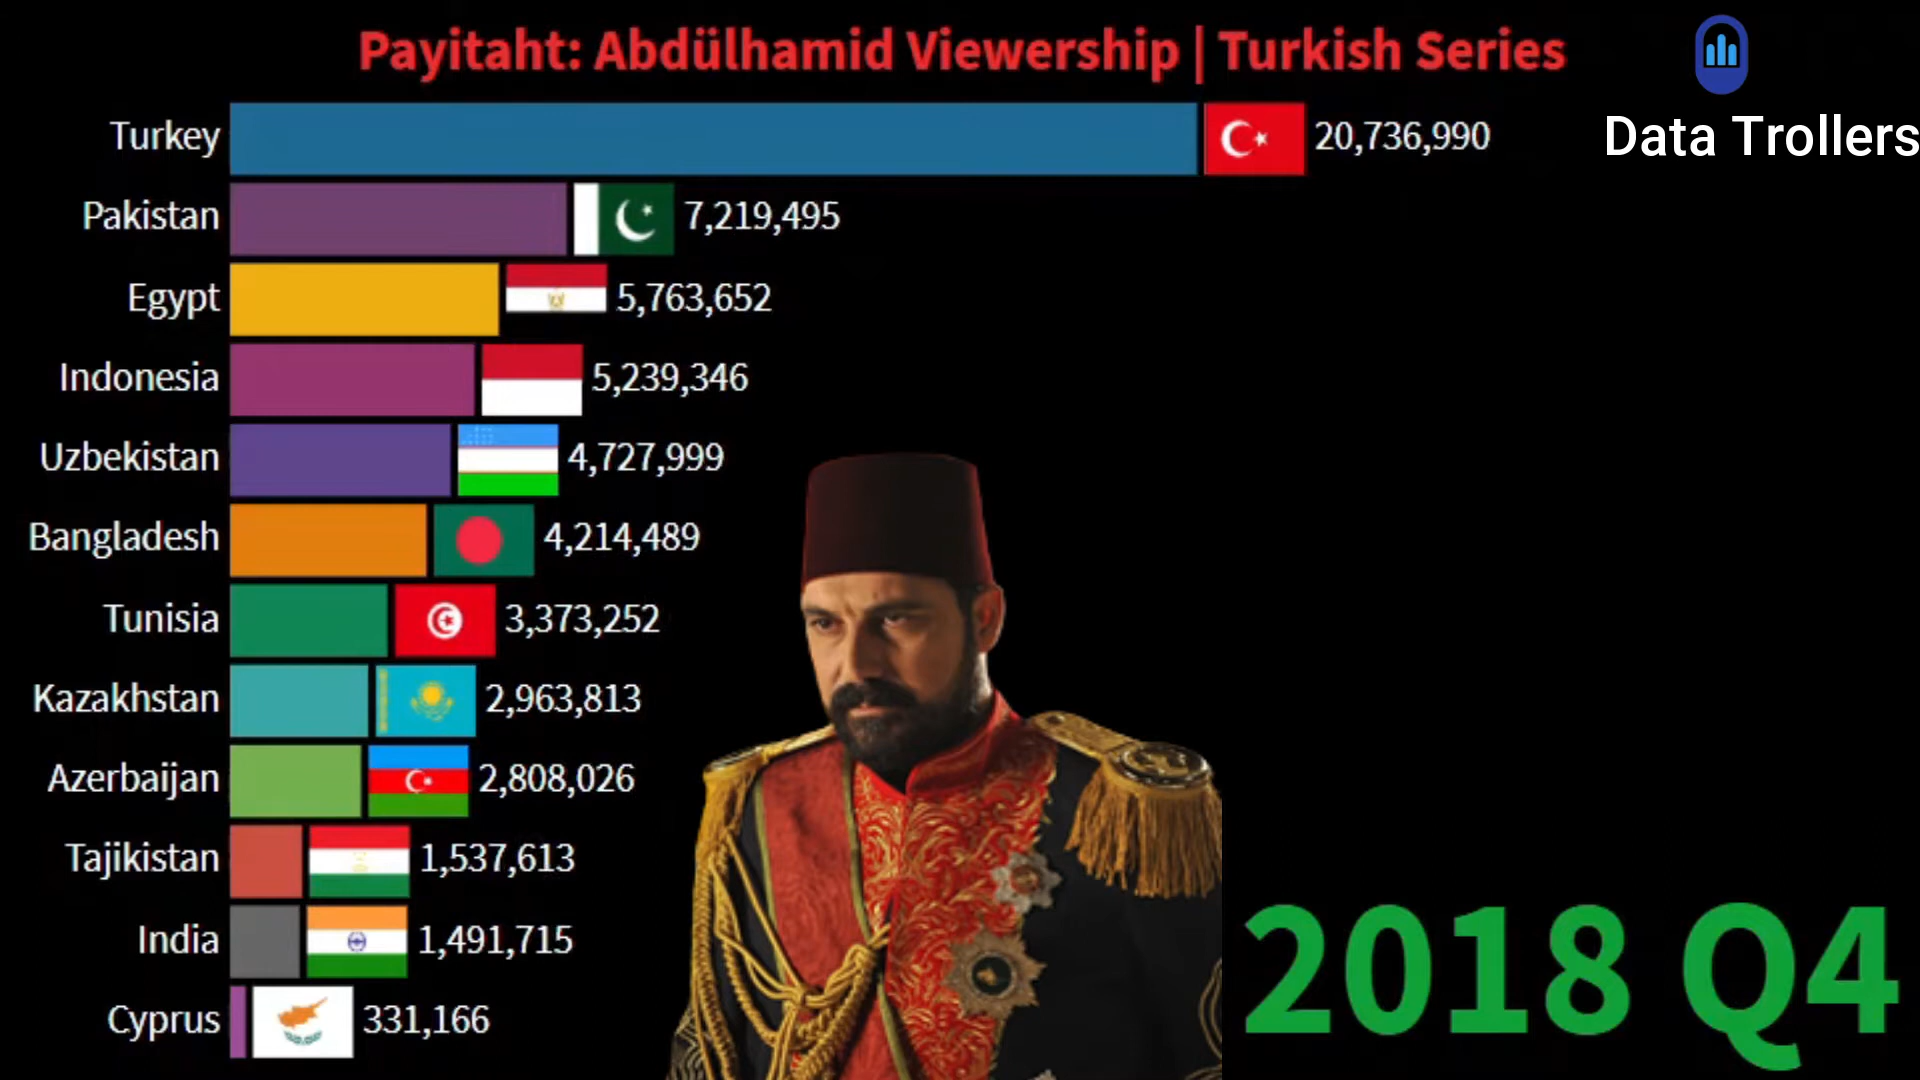 Payitaht: Abdülhamid Viewership | Turkish Series
Data Trollers
Turkey 20,736,990
Pakistan 7,219,495
Egypt 5,763,652
Indonesia 5,239,346
Uzbekistan 4,727,999
Bangladesh 4,214,489
Tunisia 3,373,252
Kazakhstan 2,963,813
Azerbaijan 2,808,026
Tajikistan 1,537,613
India 1,491,715
Cyprus 331,166
2018 Q4